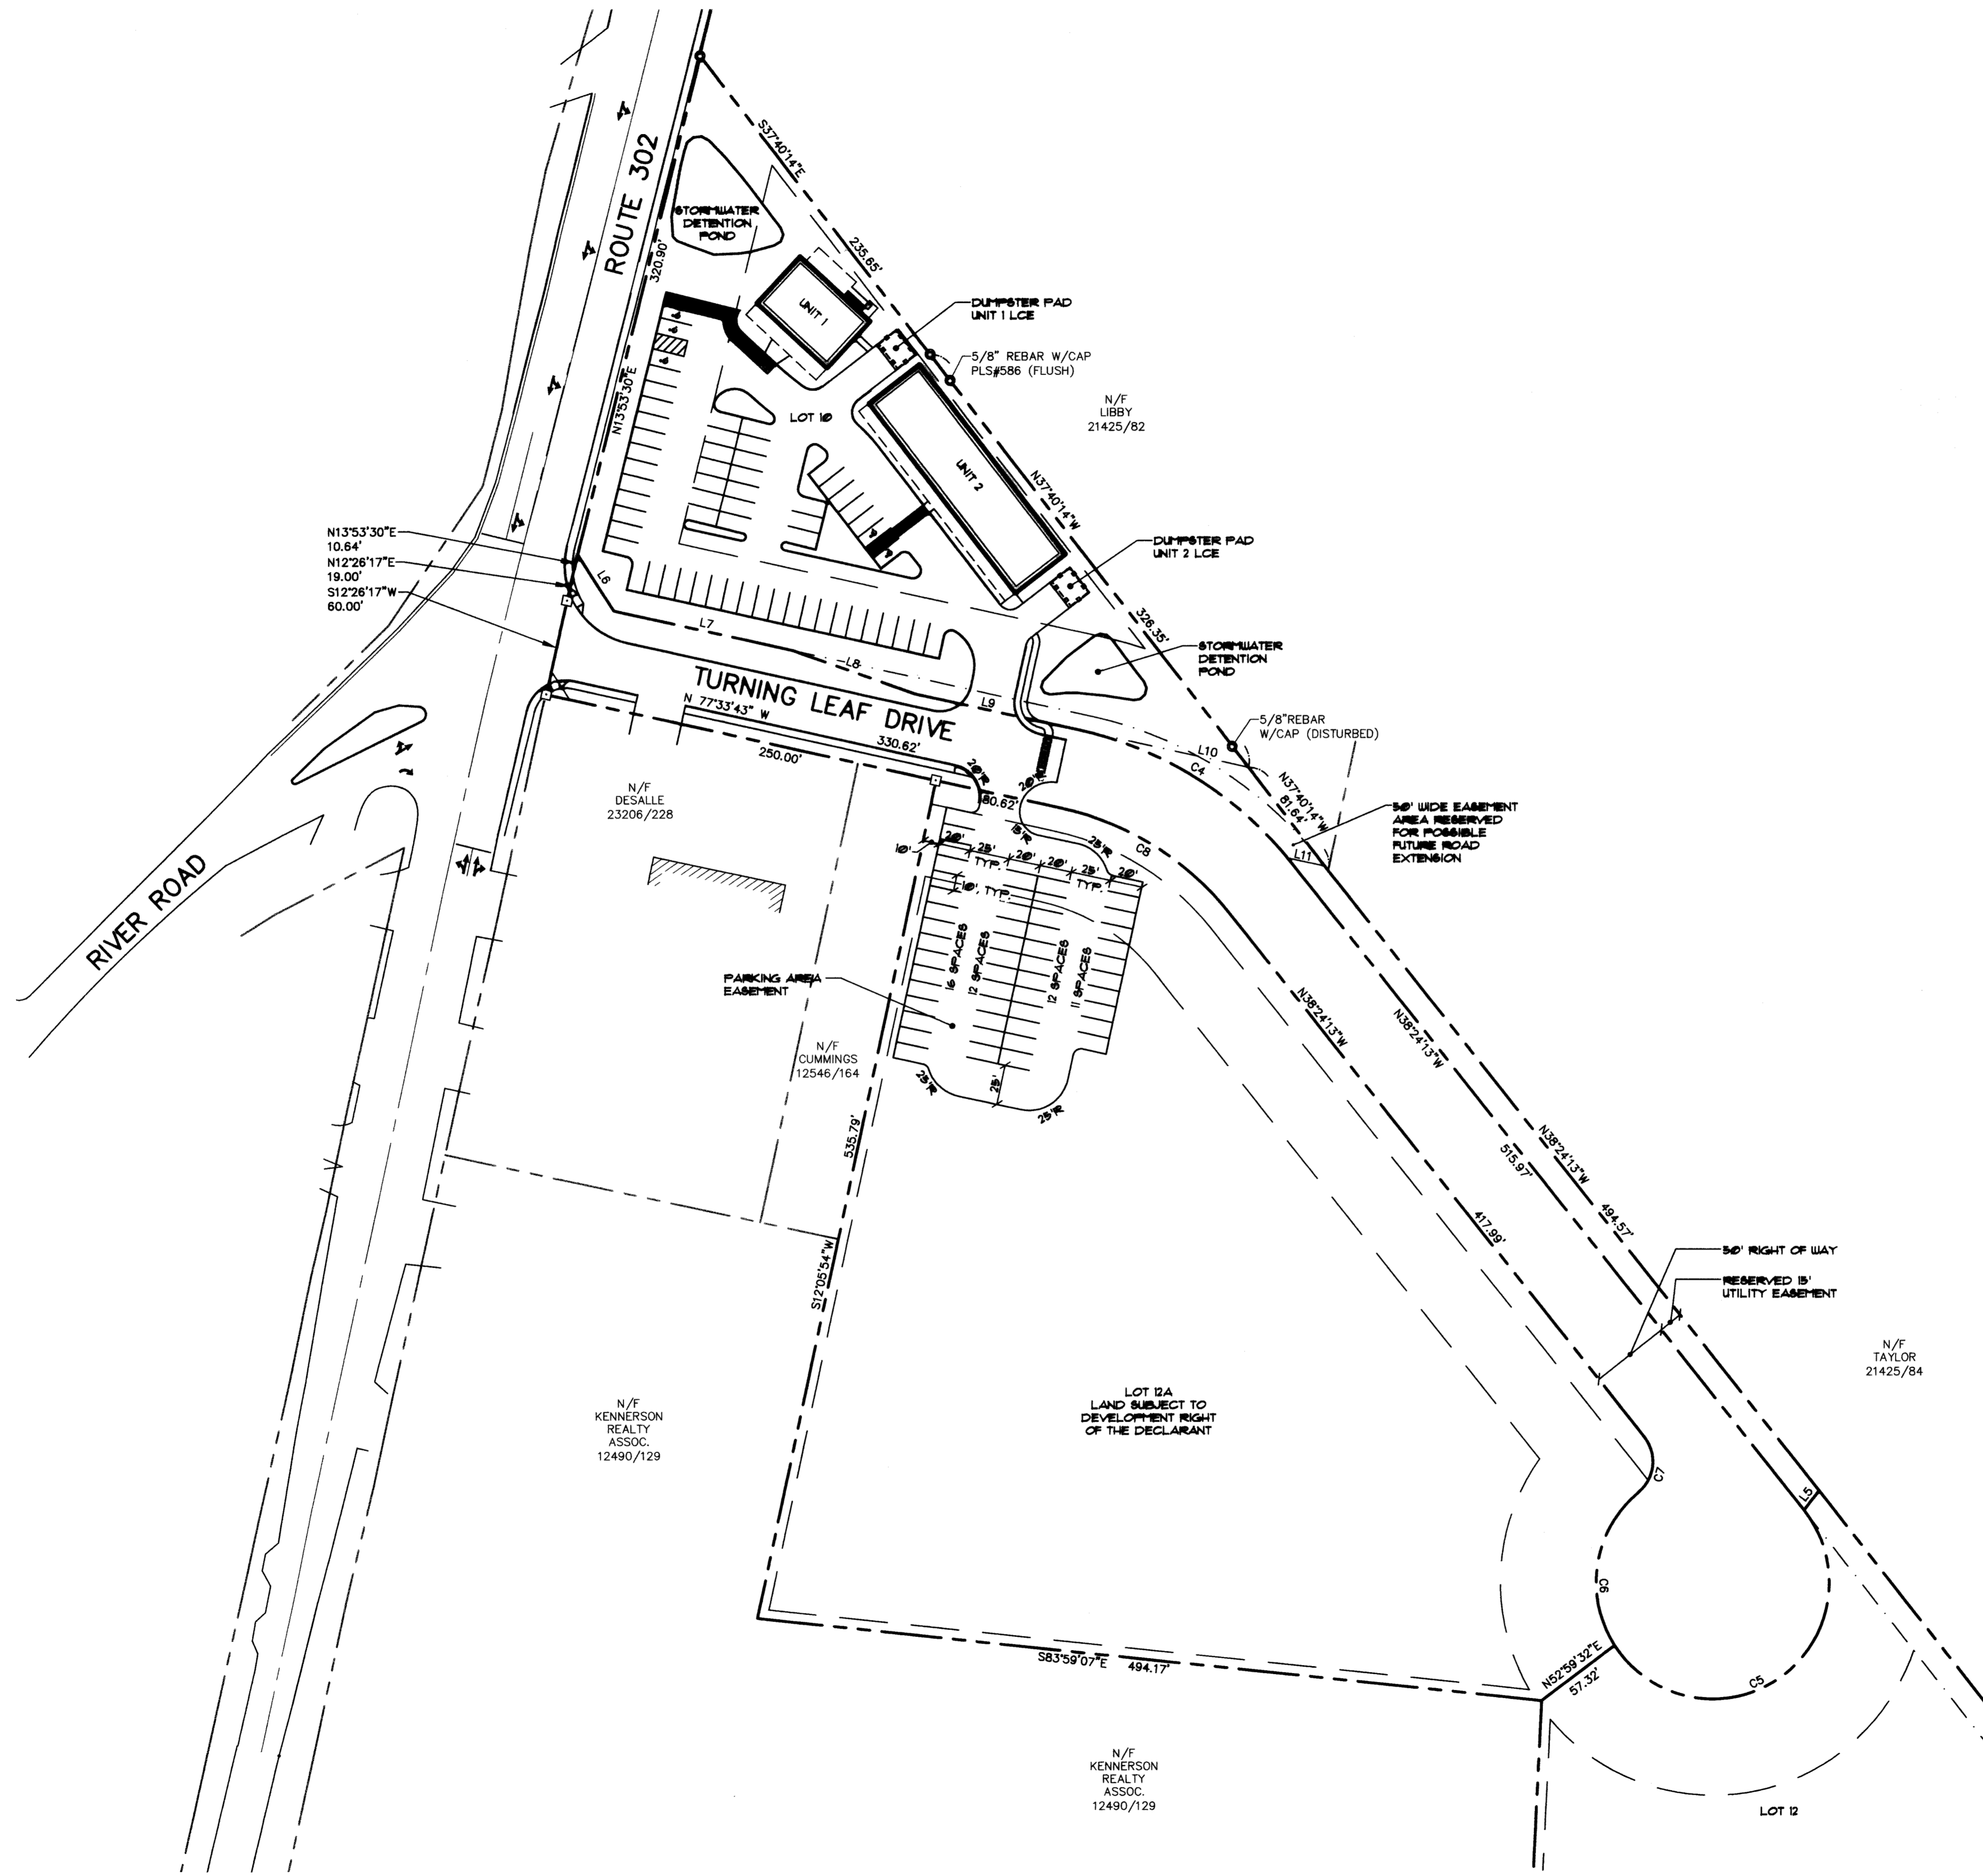 ROUTE 302
S37°40'14"E
235.65'
STORMWATER
DETENTION
POND
320.90'
N13°53'30"E
UNIT 1
DUMPSTER PAD
UNIT 1 LCE
5/8" REBAR W/CAP
PLS#586 (FLUSH)
N/F
LIBBY
21425/82
LOT 10
UNIT 2
N37°40'14"W
326.35'
N13°53'30"E
10.64'
N12°26'17"E
19.00'
S12°26'17"W
60.00'
DUMPSTER PAD
UNIT 2 LCE
L6
L7
L8
L9
STORMWATER
DETENTION
POND
TURNING LEAF DRIVE
N 77°33'43" W
330.62'
250.00'
5/8"REBAR
W/CAP (DISTURBED)
L10
C4
N37°40'14"W
81.64'
50' WIDE EASEMENT
AREA RESERVED
FOR POSSIBLE
FUTURE ROAD
EXTENSION
L11
N/F
DESALLE
23206/228
20'R
20'R
80.62'
15'R
25'R
C8
10'
20'
25'
TYP.
20'
20'
25'
TYP.
20'
10' TYP.
16 SPACES
12 SPACES
12 SPACES
11 SPACES
RIVER ROAD
PARKING AREA
EASEMENT
N/F
CUMMINGS
12546/164
25'R
25'
25'R
N38°24'13"W
417.99'
N38°24'13"W
515.97'
N38°24'13"W
494.57'
535.79'
S12°05'54"W
50' RIGHT OF WAY
RESERVED 15'
UTILITY EASEMENT
N/F
TAYLOR
21425/84
N/F
KENNERSON
REALTY
ASSOC.
12490/129
LOT 12A
LAND SUBJECT TO
DEVELOPMENT RIGHT
OF THE DECLARANT
C7
L5
C6
C5
S83°59'07"E 494.17'
N52°59'32"E
57.32'
N/F
KENNERSON
REALTY
ASSOC.
12490/129
LOT 12